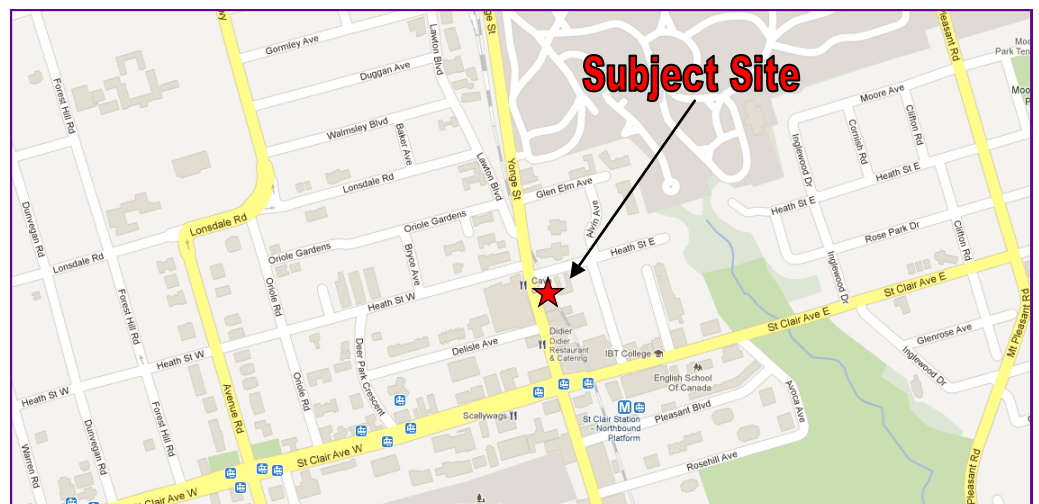 wy
ge St
Gormley Ave
Lawton Blvd
Pleasant Rd
Subject Site
Duggan Ave
Forest Hill Rd
Moore Ave
Walmsley Blvd
Baker Ave
Cornish Rd
Clifton Rd
Inglewood Dr
Lawton Blvd
Yonge St
Heath St E
Lonsdale Rd
Glen Elm Ave
Heath St E
Dunvegan Rd
Lonsdale Rd
Oriole Gardens
Alvin Ave
Rose Park Dr
Clifton Rd
Oriole Gardens
Bryce Ave
Heath St E
Lonsdale Rd
Inglewood Dr
Oriole Rd
Heath St W
St Clair Ave E
Forest Hill Rd
St Clair Ave E
Mt Pleasant Rd
Didier
Didier
Restaurant
& Catering
Glenrose Ave
Delisle Ave
IBT College
Heath St W
Deer Park Crescent
Inglewood Dr
English School
Of Canada
Heath St W
Oriole Rd
Avenue Rd
Avoca Ave
M
Pleasant Blvd
Scallywags
St Clair Station
- Northbound
Platform
Forest Hill Rd
Dunvegan Rd
Warren Rd
St Clair Ave W
Rosehill Ave
Pleasant Rd
Clair Ave W